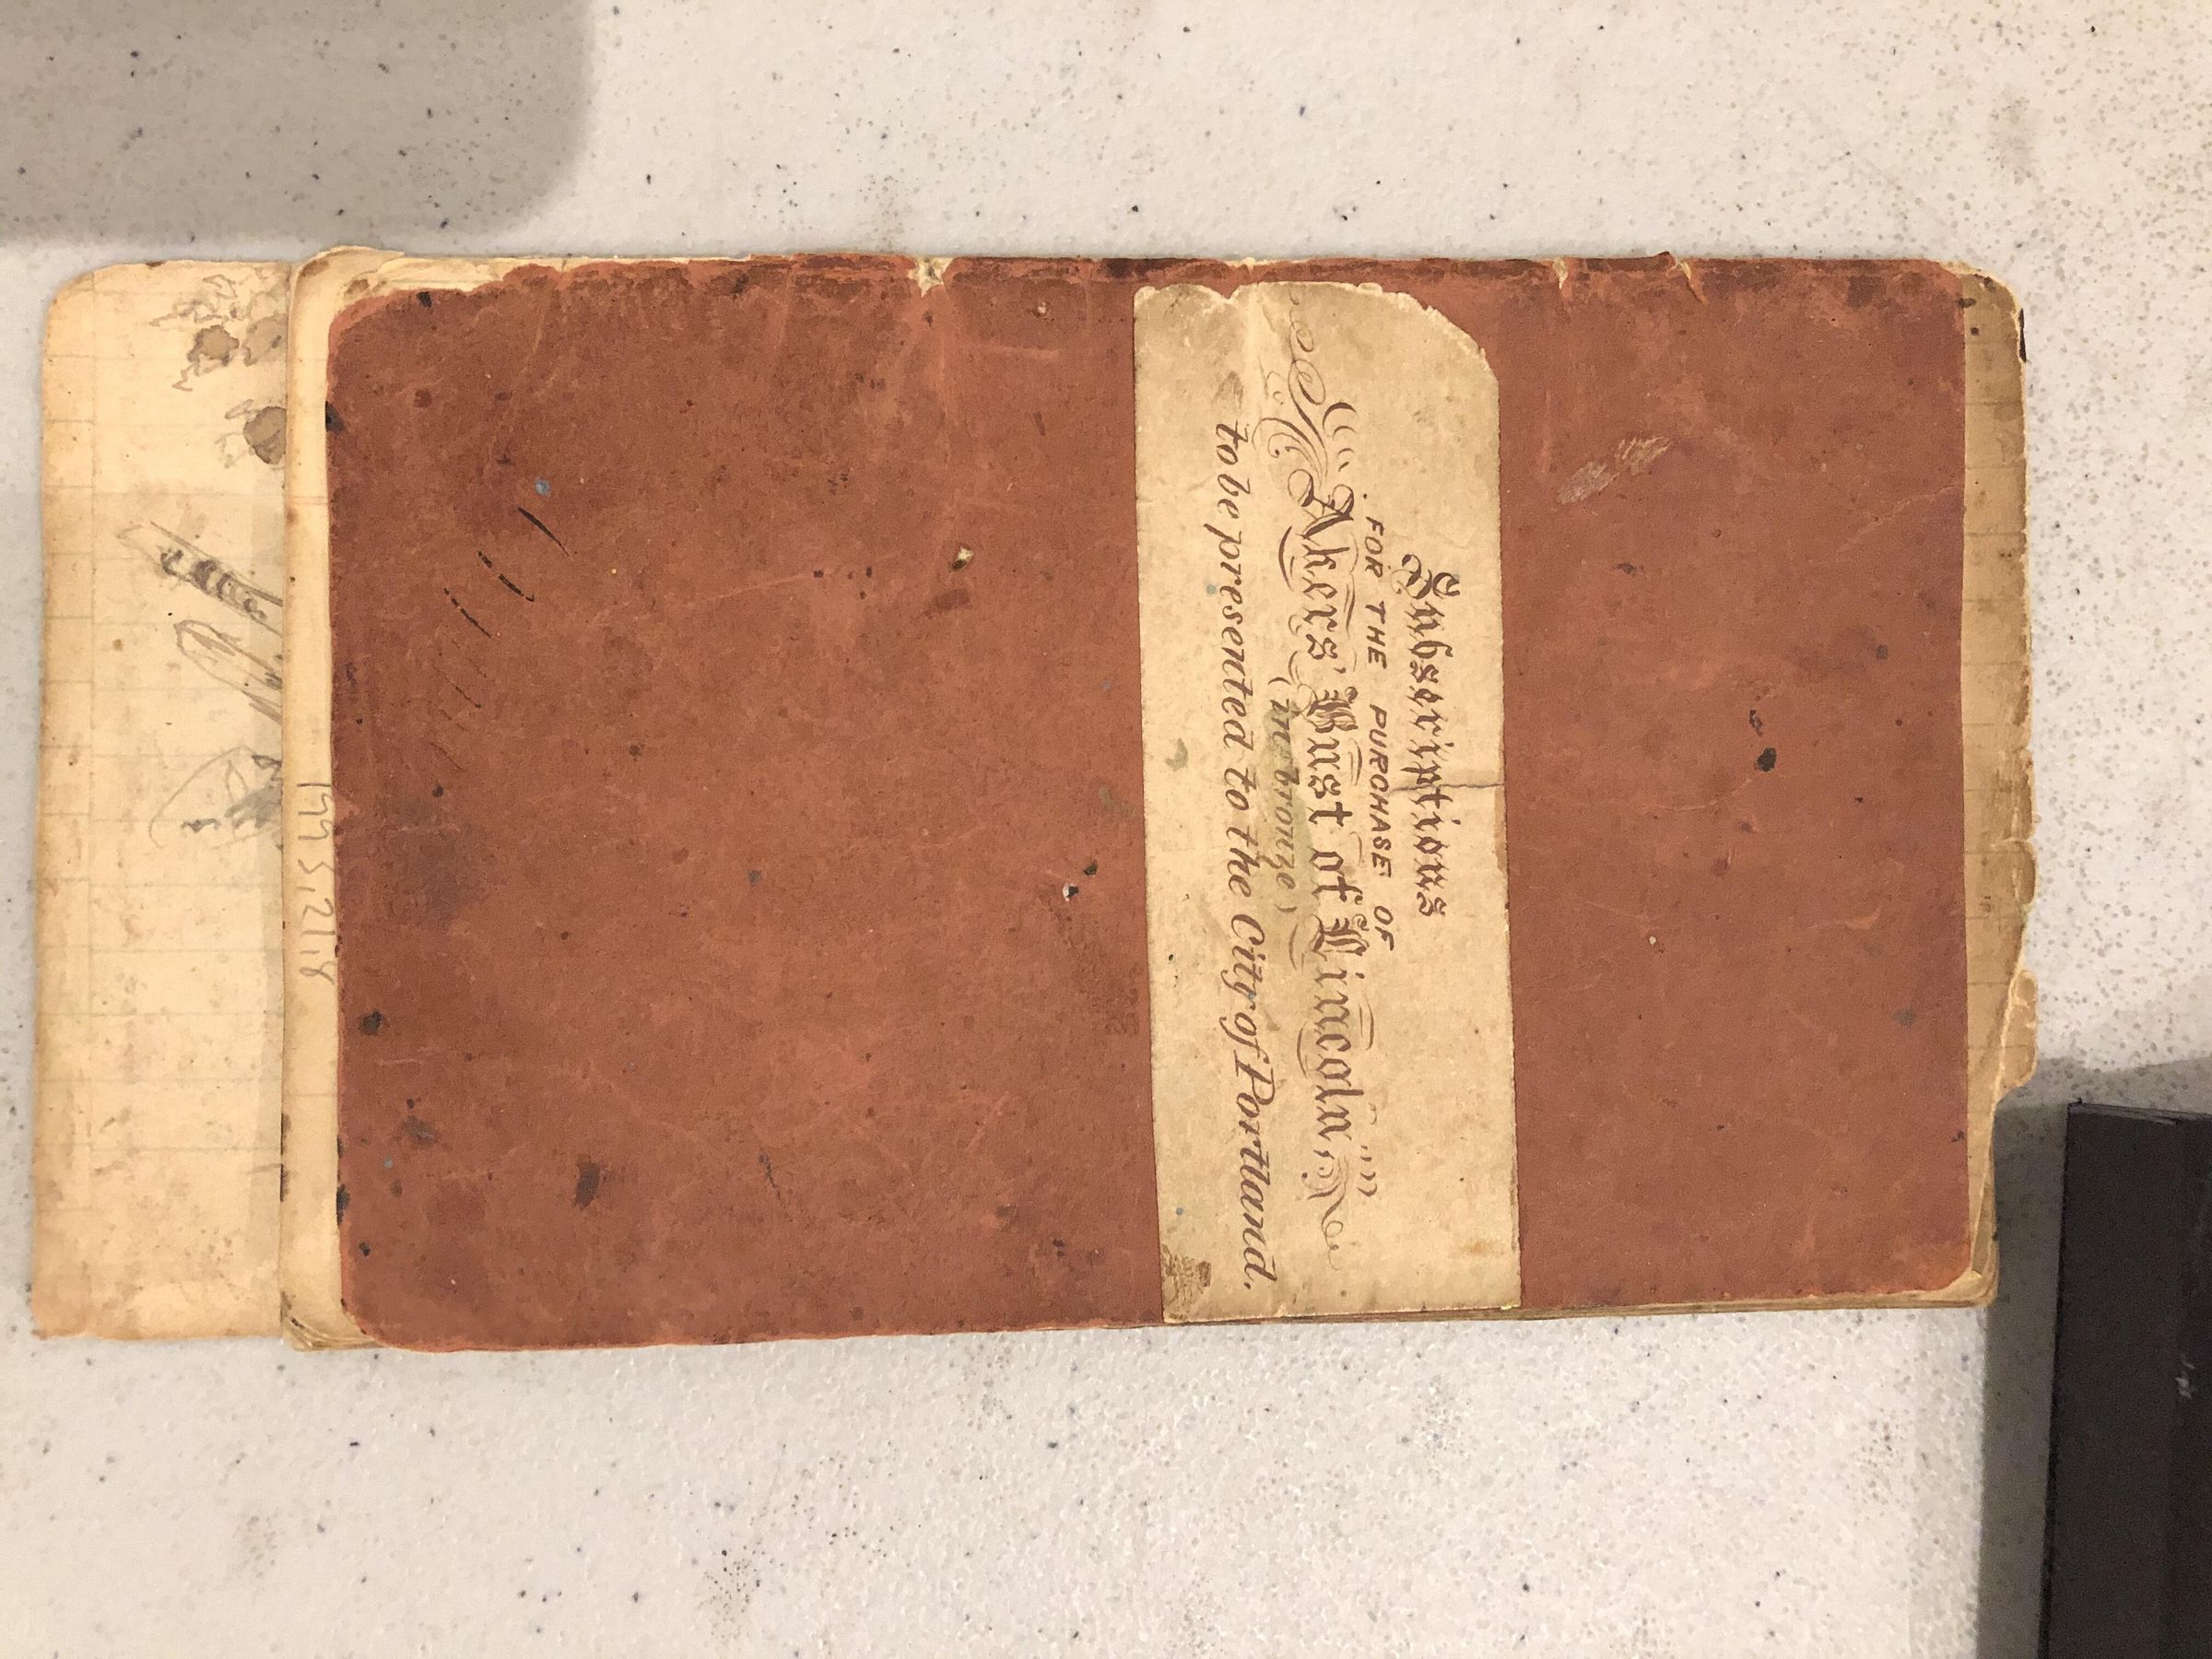 Subscriptions
FOR THE PURCHASE OF
Akers' Bust of Lincoln
(in bronze)
to be presented to the City of Portland.
1995.21.8